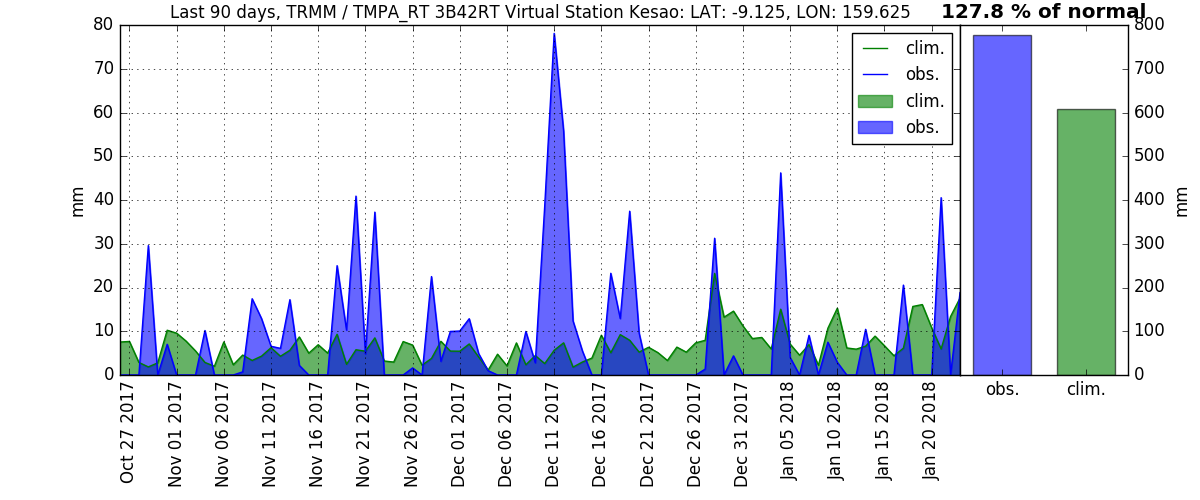 Last 90 days, TRMM / TMPA_RT 3B42RT Virtual Station Kesao: LAT: -9.125, LON: 159.625
127.8 % of normal
80
70
60
50
40
30
20
10
0
mm
clim.
obs.
clim.
obs.
800
700
600
500
400
300
200
100
0
mm
Oct 27 2017
Nov 01 2017
Nov 06 2017
Nov 11 2017
Nov 16 2017
Nov 21 2017
Nov 26 2017
Dec 01 2017
Dec 06 2017
Dec 11 2017
Dec 16 2017
Dec 21 2017
Dec 26 2017
Dec 31 2017
Jan 05 2018
Jan 10 2018
Jan 15 2018
Jan 20 2018
obs.
clim.